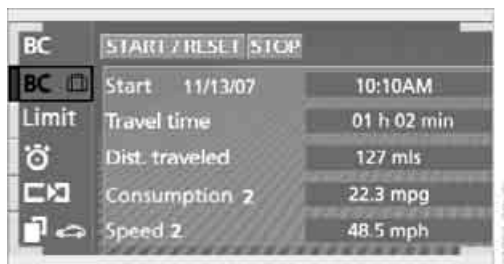 BC START / RESET STOP
BC Start 11/13/07 10:10AM
Limit Travel time 01 h 02 min
Dist. traveled 127 mls
Consumption 2 22.3 mpg
Speed 2 48.5 mph